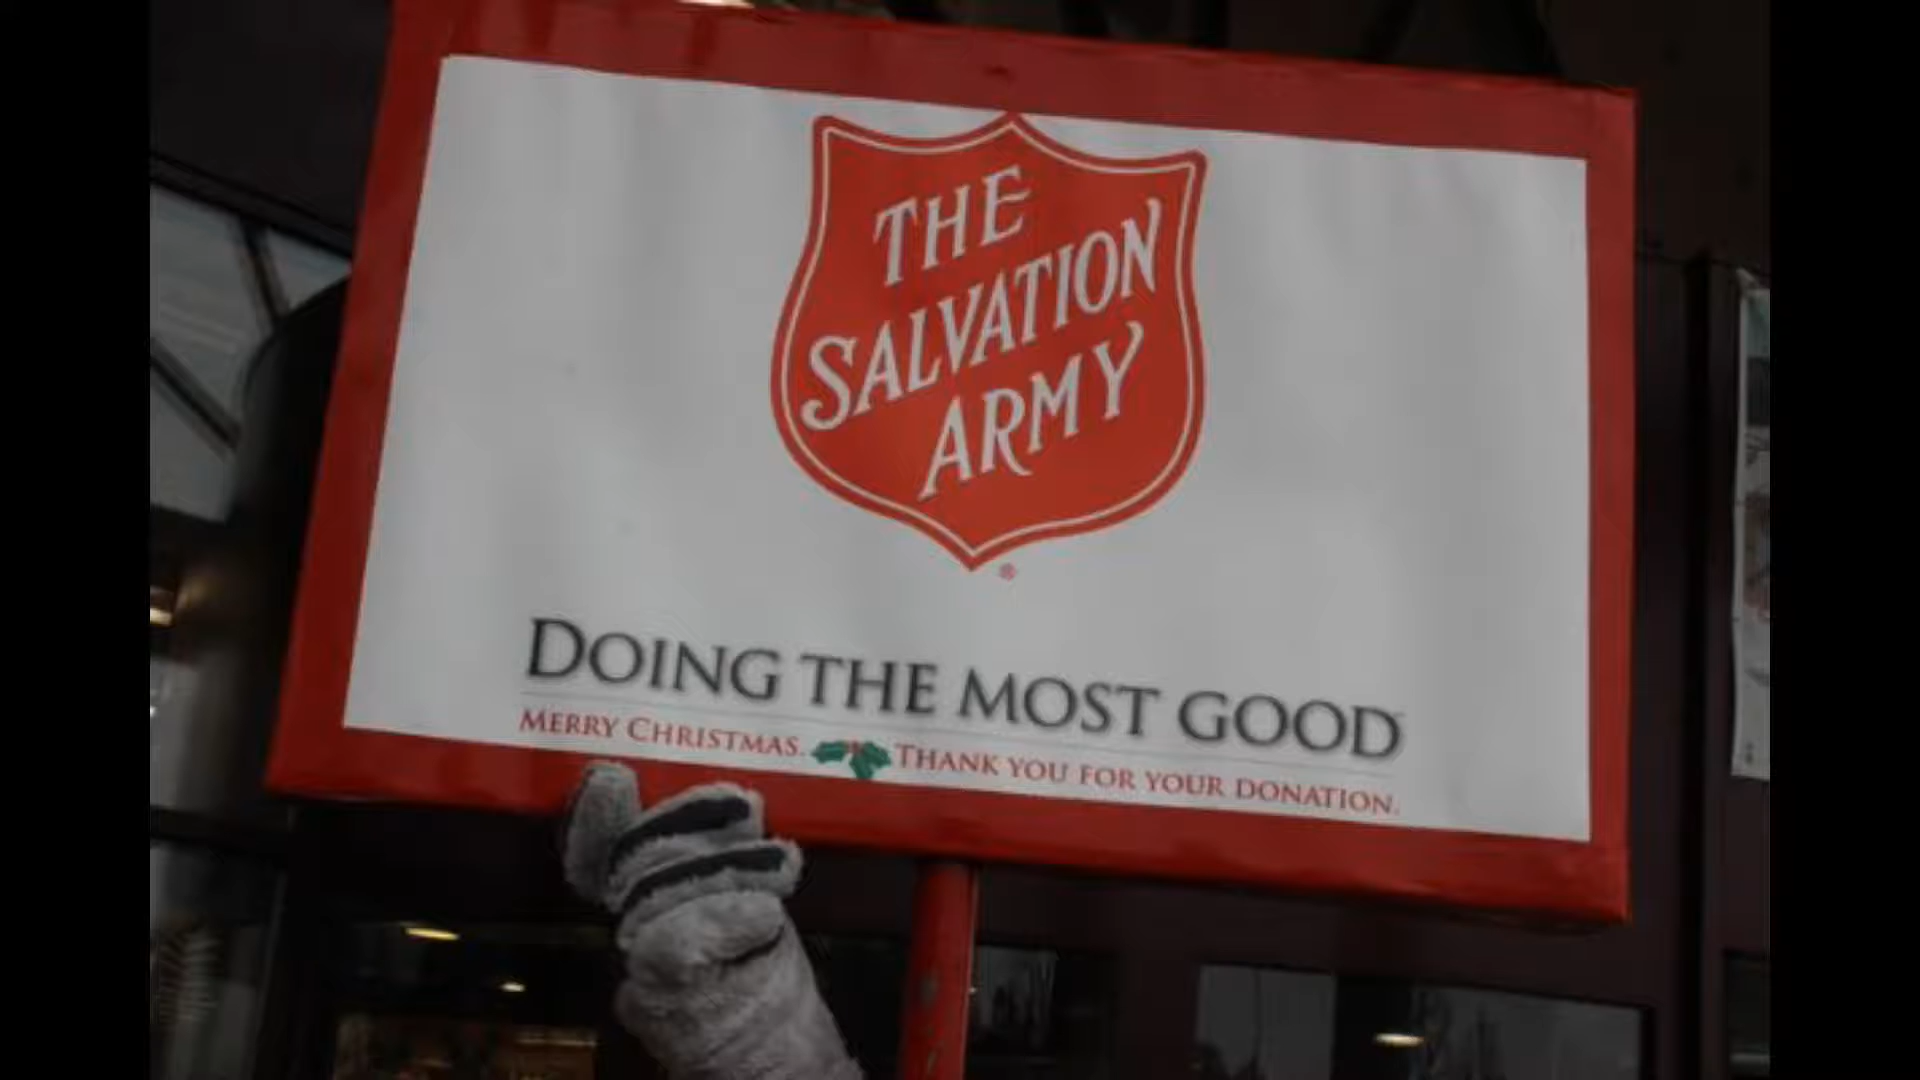 THE
SALVATION
ARMY
®
DOING THE MOST GOOD
MERRY CHRISTMAS. THANK YOU FOR YOUR DONATION.